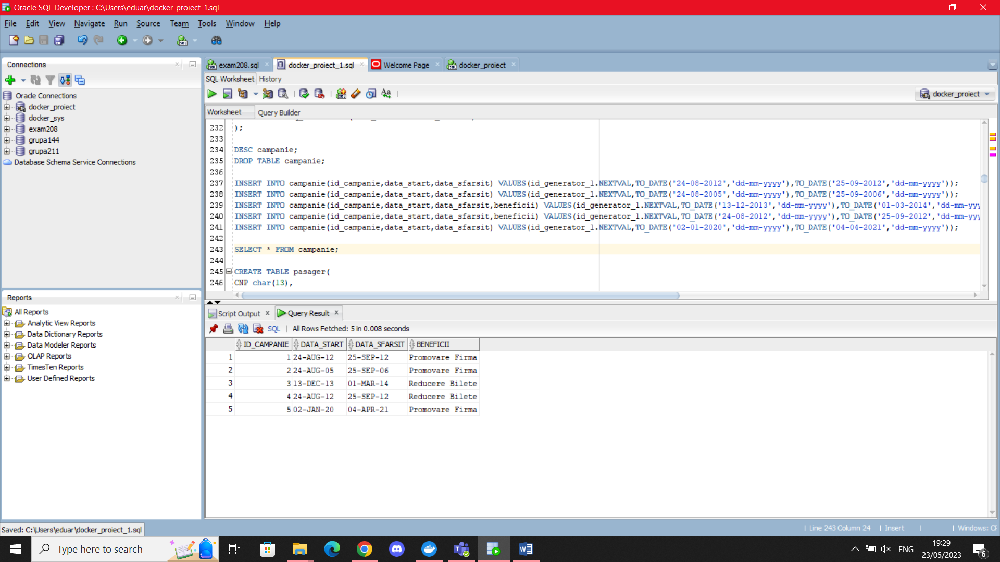 Oracle SQL Developer : C:\Users\eduar\docker_proiect_1.sql
File Edit View Navigate Run Source Team Tools Window Help
Connections
Oracle Connections
docker_proiect
docker_sys
exam208
grupa144
grupa211
Database Schema Service Connections
Reports
All Reports
Analytic View Reports
Data Dictionary Reports
Data Modeler Reports
OLAP Reports
TimesTen Reports
User Defined Reports
exam208.sql docker_proiect_1.sql Welcome Page docker_proiect
SQL Worksheet History
docker_proiect
Worksheet Query Builder
232 );
233
234 DESC campanie;
235 DROP TABLE campanie;
236
237 INSERT INTO campanie(id_campanie,data_start,data_sfarsit) VALUES(id_generator_1.NEXTVAL,TO_DATE('24-08-2012','dd-mm-yyyy'),TO_DATE('25-09-2012','dd-mm-yyyy'));
238 INSERT INTO campanie(id_campanie,data_start,data_sfarsit) VALUES(id_generator_1.NEXTVAL,TO_DATE('24-08-2005','dd-mm-yyyy'),TO_DATE('25-09-2006','dd-mm-yyyy'));
239 INSERT INTO campanie(id_campanie,data_start,data_sfarsit,beneficii) VALUES(id_generator_1.NEXTVAL,TO_DATE('13-12-2013','dd-mm-yyyy'),TO_DATE('01-03-2014','dd-mm-yyy
240 INSERT INTO campanie(id_campanie,data_start,data_sfarsit,beneficii) VALUES(id_generator_1.NEXTVAL,TO_DATE('24-08-2012','dd-mm-yyyy'),TO_DATE('25-09-2012','dd-mm-yyy
241 INSERT INTO campanie(id_campanie,data_start,data_sfarsit) VALUES(id_generator_1.NEXTVAL,TO_DATE('02-01-2020','dd-mm-yyyy'),TO_DATE('04-04-2021','dd-mm-yyyy'));
242
243 SELECT * FROM campanie;
244
245 CREATE TABLE pasager(
246 CNP char(13),
Script Output Query Result
SQL All Rows Fetched: 5 in 0.008 seconds
ID_CAMPANIE DATA_START DATA_SFARSIT BENEFICII
1 1 24-AUG-12 25-SEP-12 Promovare Firma
2 2 24-AUG-05 25-SEP-06 Promovare Firma
3 3 13-DEC-13 01-MAR-14 Reducere Bilete
4 4 24-AUG-12 25-SEP-12 Reducere Bilete
5 5 02-JAN-20 04-APR-21 Promovare Firma
Saved: C:\Users\eduar\docker_proiect_1.sql
Line 243 Column 24 Insert Windows:
Type here to search
ENG
19:29
23/05/2023
6